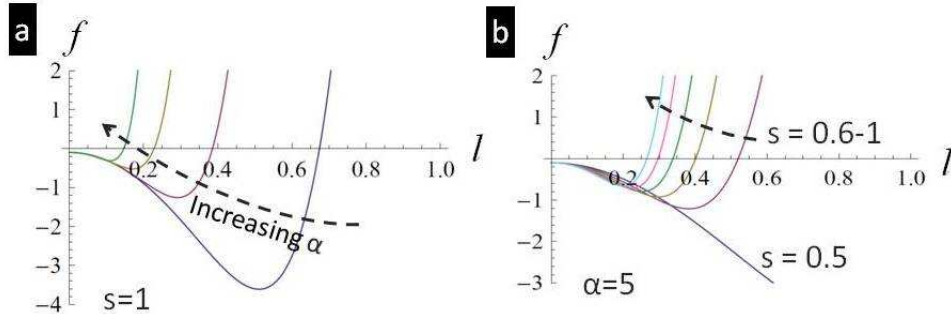 a
f
2
1
0.2 0.4 0.6 0.8 1.0 l
−1
−2
−3
−4
Increasing α
s=1
b
f
2
1
s = 0.6-1
0.2 0.4 0.6 0.8 1.0 l
−1
−2
−3
s = 0.5
α=5